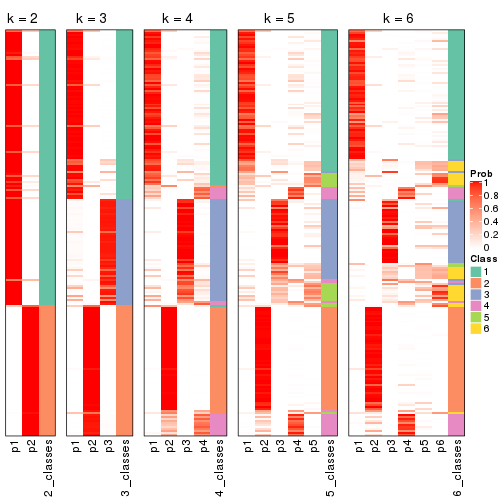 k = 2
k = 3
k = 4
k = 5
k = 6
p1
p2
2_classes
p1
p2
p3
3_classes
p1
p2
p3
p4
4_classes
p1
p2
p3
p4
p5
5_classes
p1
p2
p3
p4
p5
p6
6_classes
Prob
1
0.8
0.6
0.4
0.2
0
Class
1
2
3
4
5
6